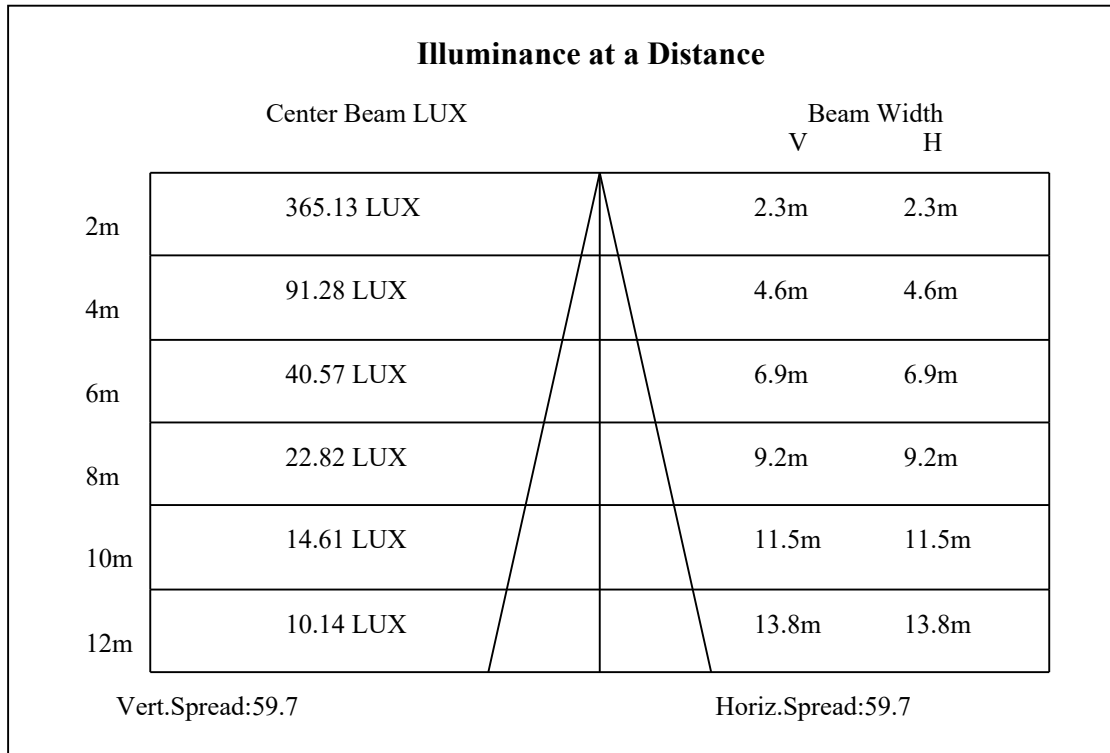 Illuminance at a Distance
Center Beam LUX Beam Width
V H
2m 365.13 LUX 2.3m 2.3m
4m 91.28 LUX 4.6m 4.6m
6m 40.57 LUX 6.9m 6.9m
8m 22.82 LUX 9.2m 9.2m
10m 14.61 LUX 11.5m 11.5m
12m 10.14 LUX 13.8m 13.8m
Vert.Spread:59.7 Horiz.Spread:59.7